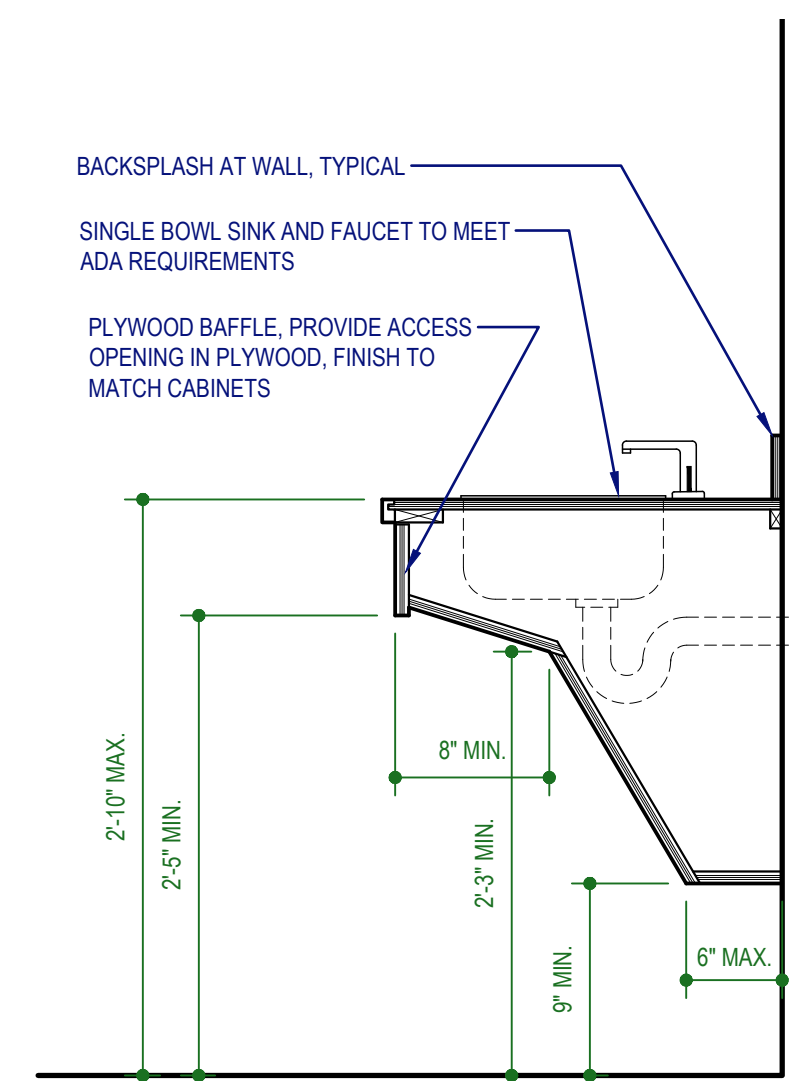 BACKSPLASH AT WALL, TYPICAL
SINGLE BOWL SINK AND FAUCET TO MEET
ADA REQUIREMENTS
PLYWOOD BAFFLE, PROVIDE ACCESS
OPENING IN PLYWOOD, FINISH TO
MATCH CABINETS
2'-10" MAX.
2'-5" MIN.
8" MIN.
2'-3" MIN.
9" MIN.
6" MAX.